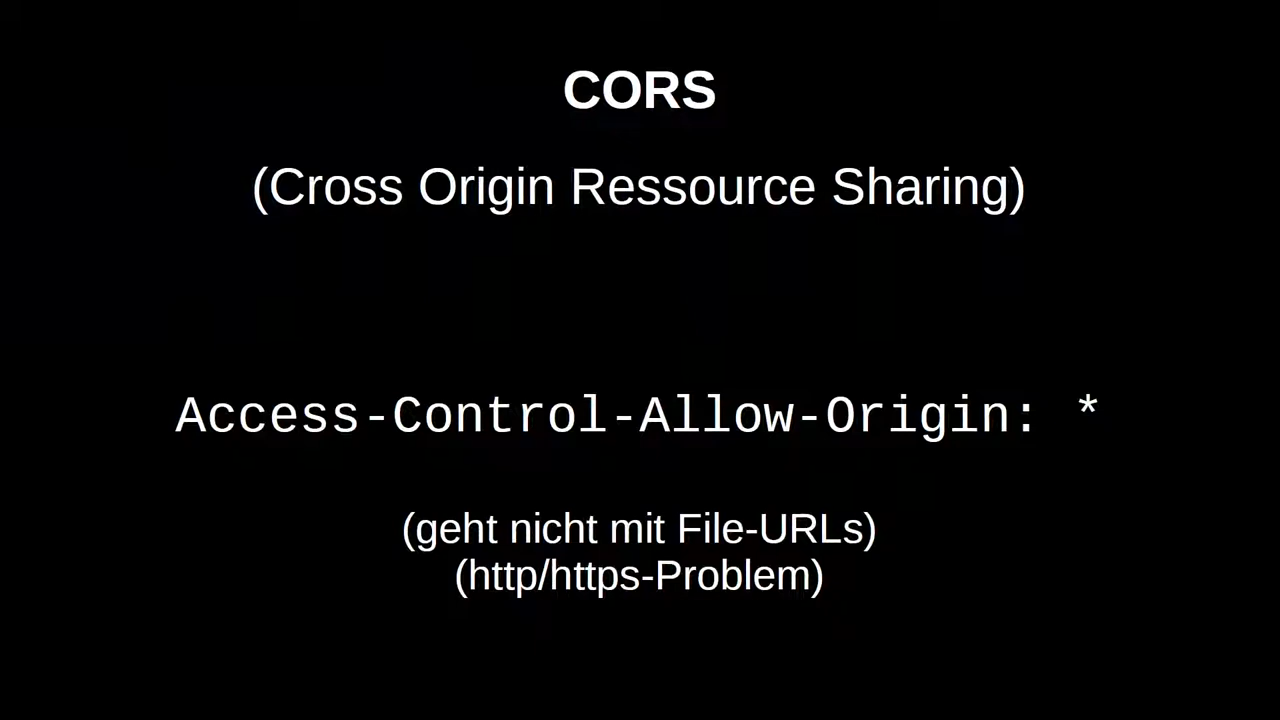 CORS
(Cross Origin Ressource Sharing)
Access-Control-Allow-Origin: *
(geht nicht mit File-URLs)
(http/https-Problem)